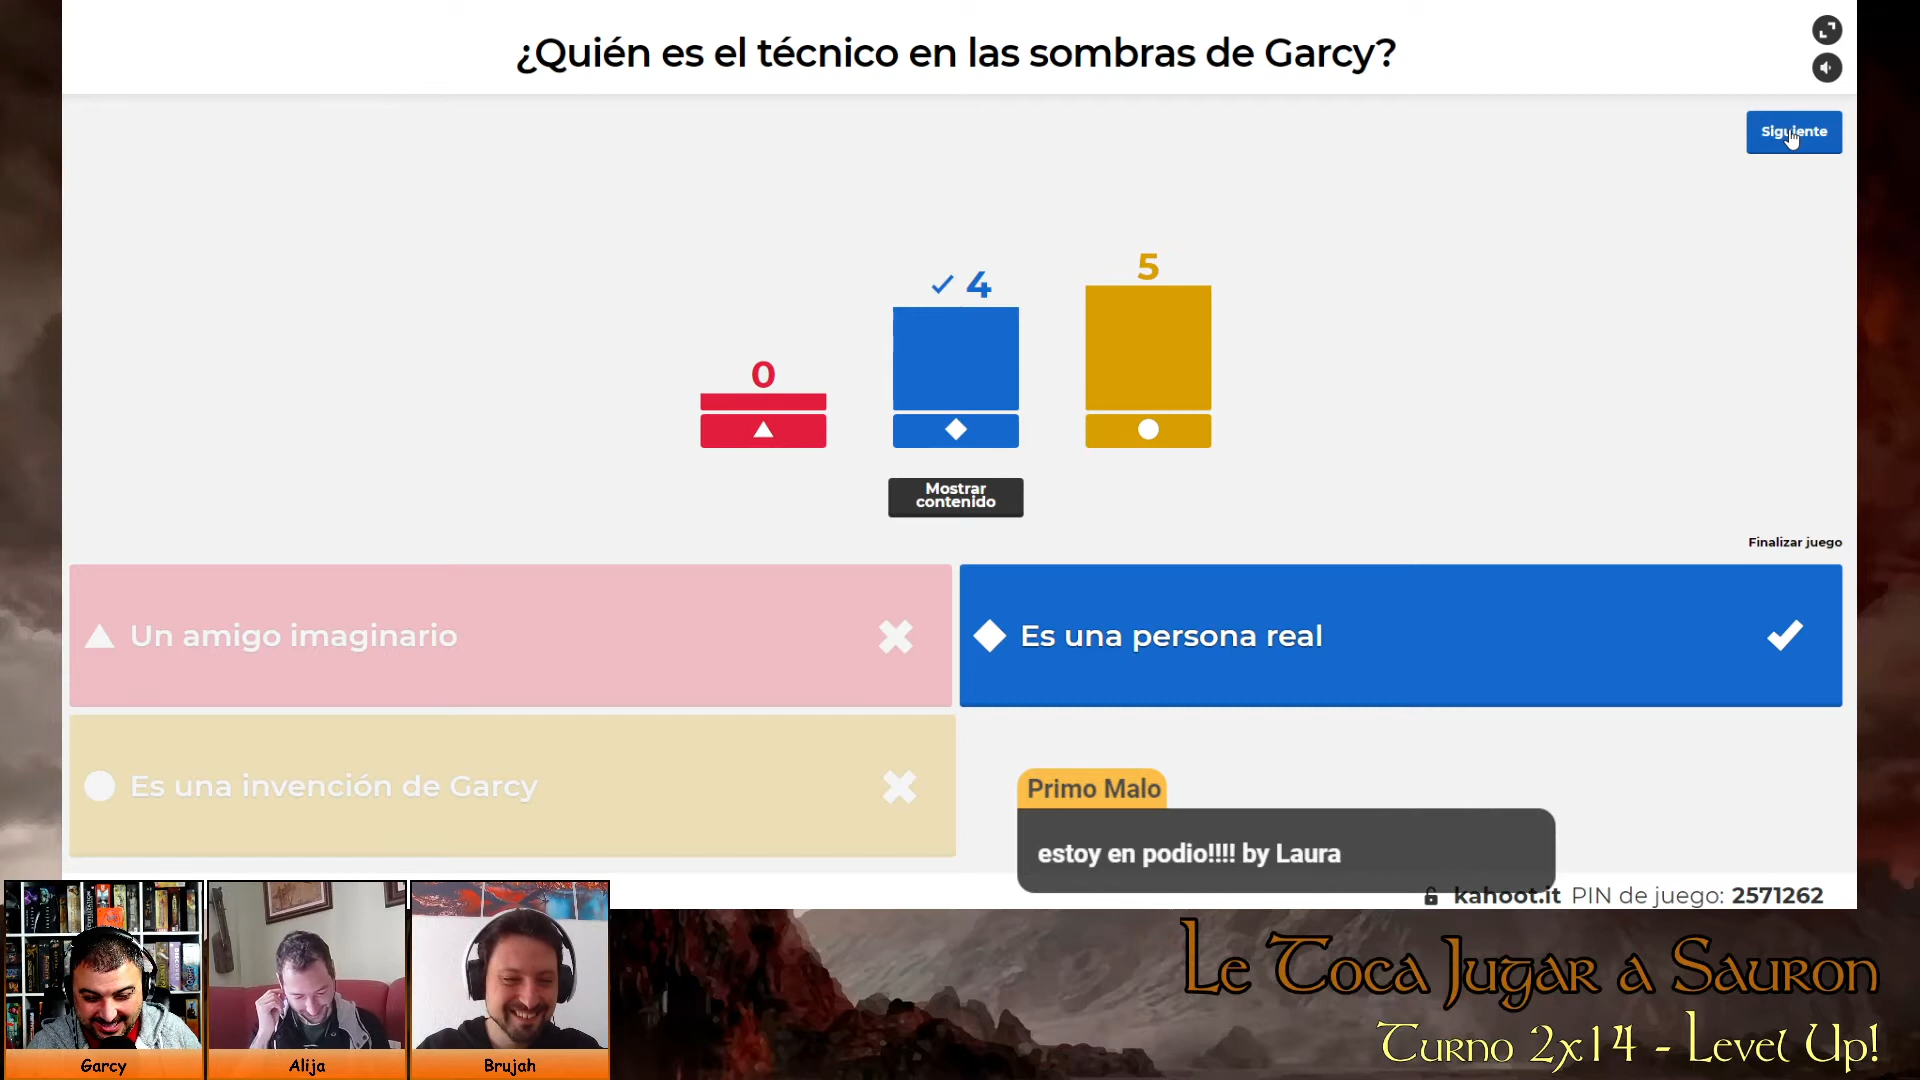 ¿Quién es el técnico en las sombras de Garcy?
Siguiente
0
4
5
Mostrar
contenido
Finalizar juego
Un amigo imaginario
Es una persona real
Es una invención de Garcy
Primo Malo
estoy en podio!!!! by Laura
kahoot.it PIN de juego: 2571262
Le Toca Jugar a Sauron
Turno 2x14 - Level Up!
Garcy
Alija
Brujah